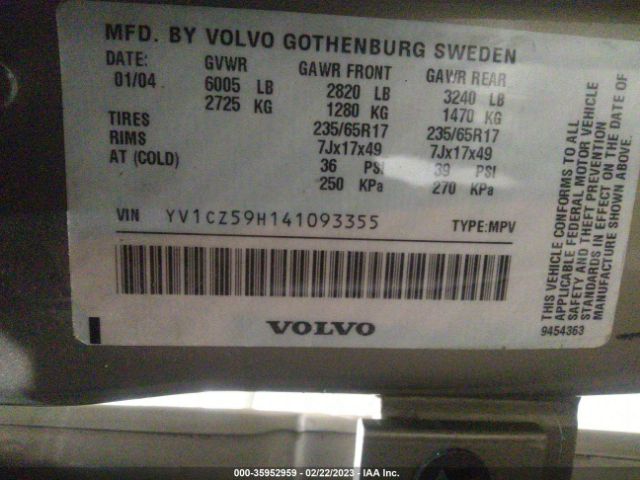 MFD. BY VOLVO GOTHENBURG SWEDEN
DATE: GVWR GAWR FRONT GAWR REAR
01/04 6005 LB 2820 LB 3240 LB
2725 KG 1280 KG 1470 KG
TIRES 235/65R17 235/65R17
RIMS 7Jx17x49 7Jx17x49
AT (COLD) 36 PSI 39 PSI
250 KPa 270 KPa
VIN YV1CZ59H141093355 TYPE:MPV
VOLVO
THIS VEHICLE CONFORMS TO ALL
APPLICABLE FEDERAL MOTOR VEHICLE
SAFETY AND THEFT PREVENTION
STANDARDS IN EFFECT ON THE DATE OF
MANUFACTURE SHOWN ABOVE.
9454363
000-35952959 - 02/22/2023 - IAA Inc.